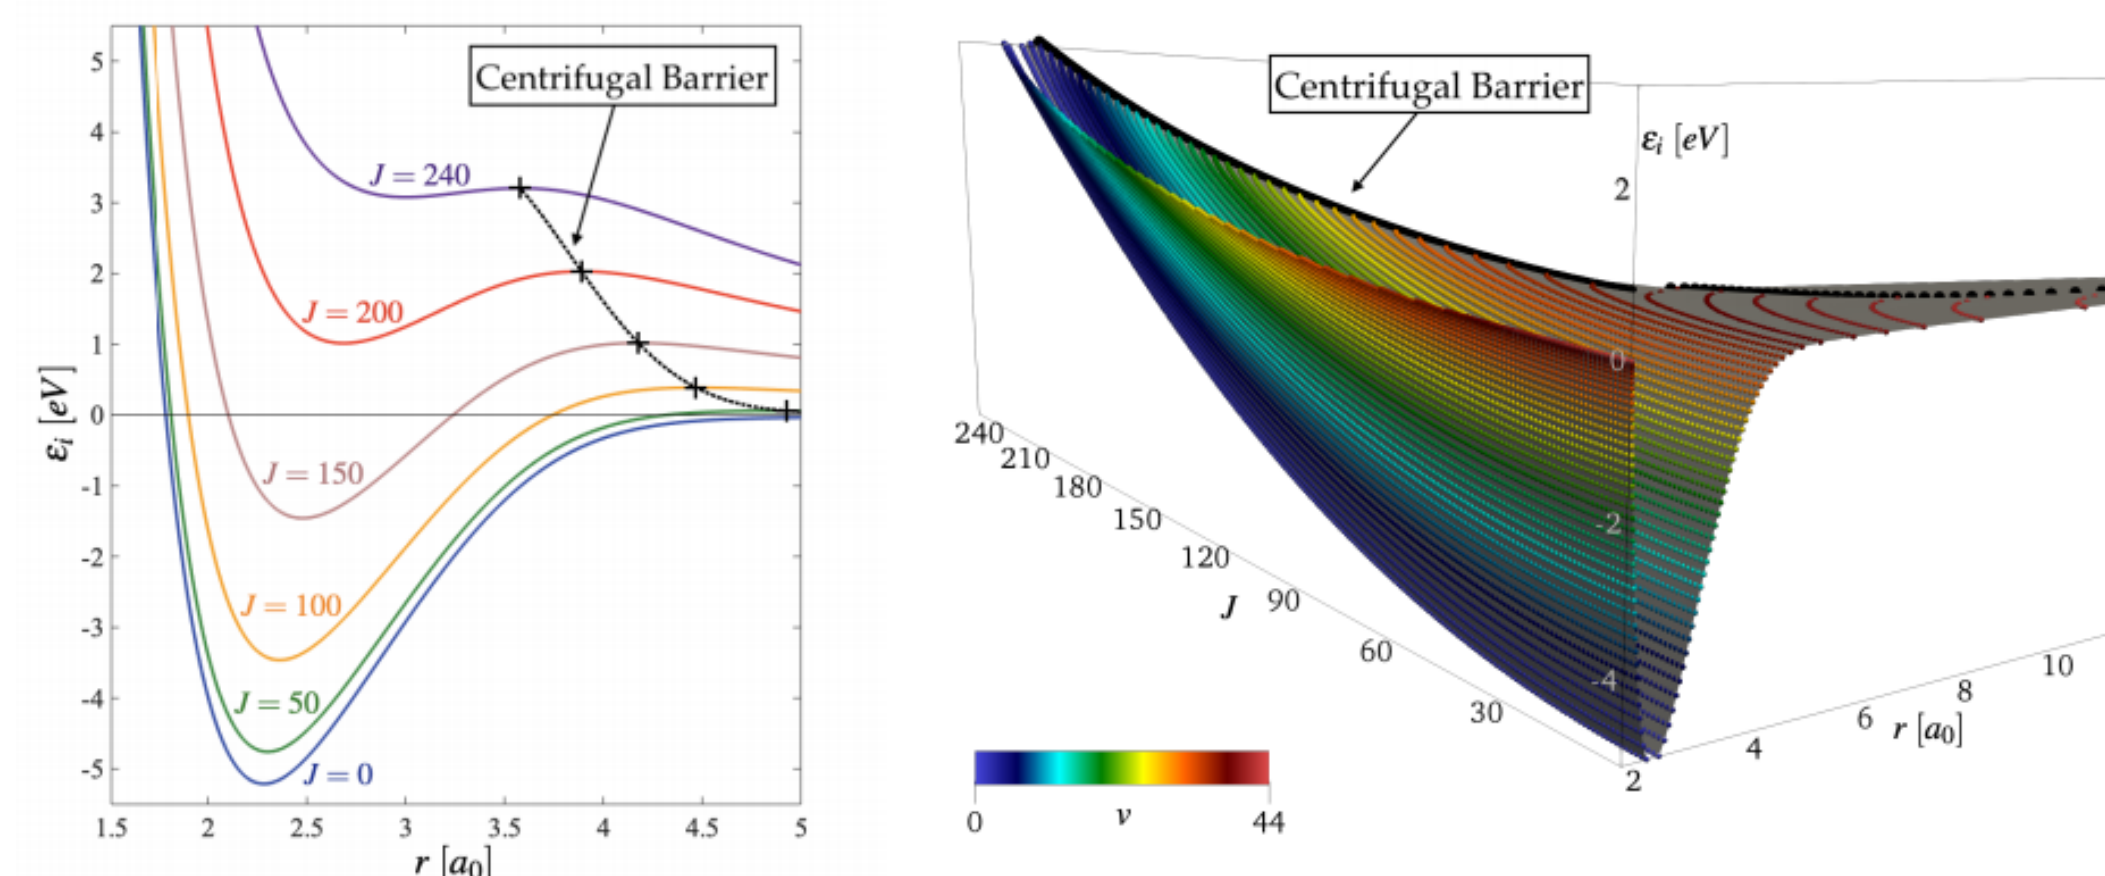 Centrifugal Barrier
5
4
3
2
1
0
-1
-2
-3
-4
-5
εi [eV]
J = 240
J = 200
J = 150
J = 100
J = 50
J = 0
1.5 2 2.5 3 3.5 4 4.5 5
r [a0]
Centrifugal Barrier
εi [eV]
2
0
-2
-4
240
210
180
150
120
90
60
30
J
2
4
6
8
10
r [a0]
0 v 44